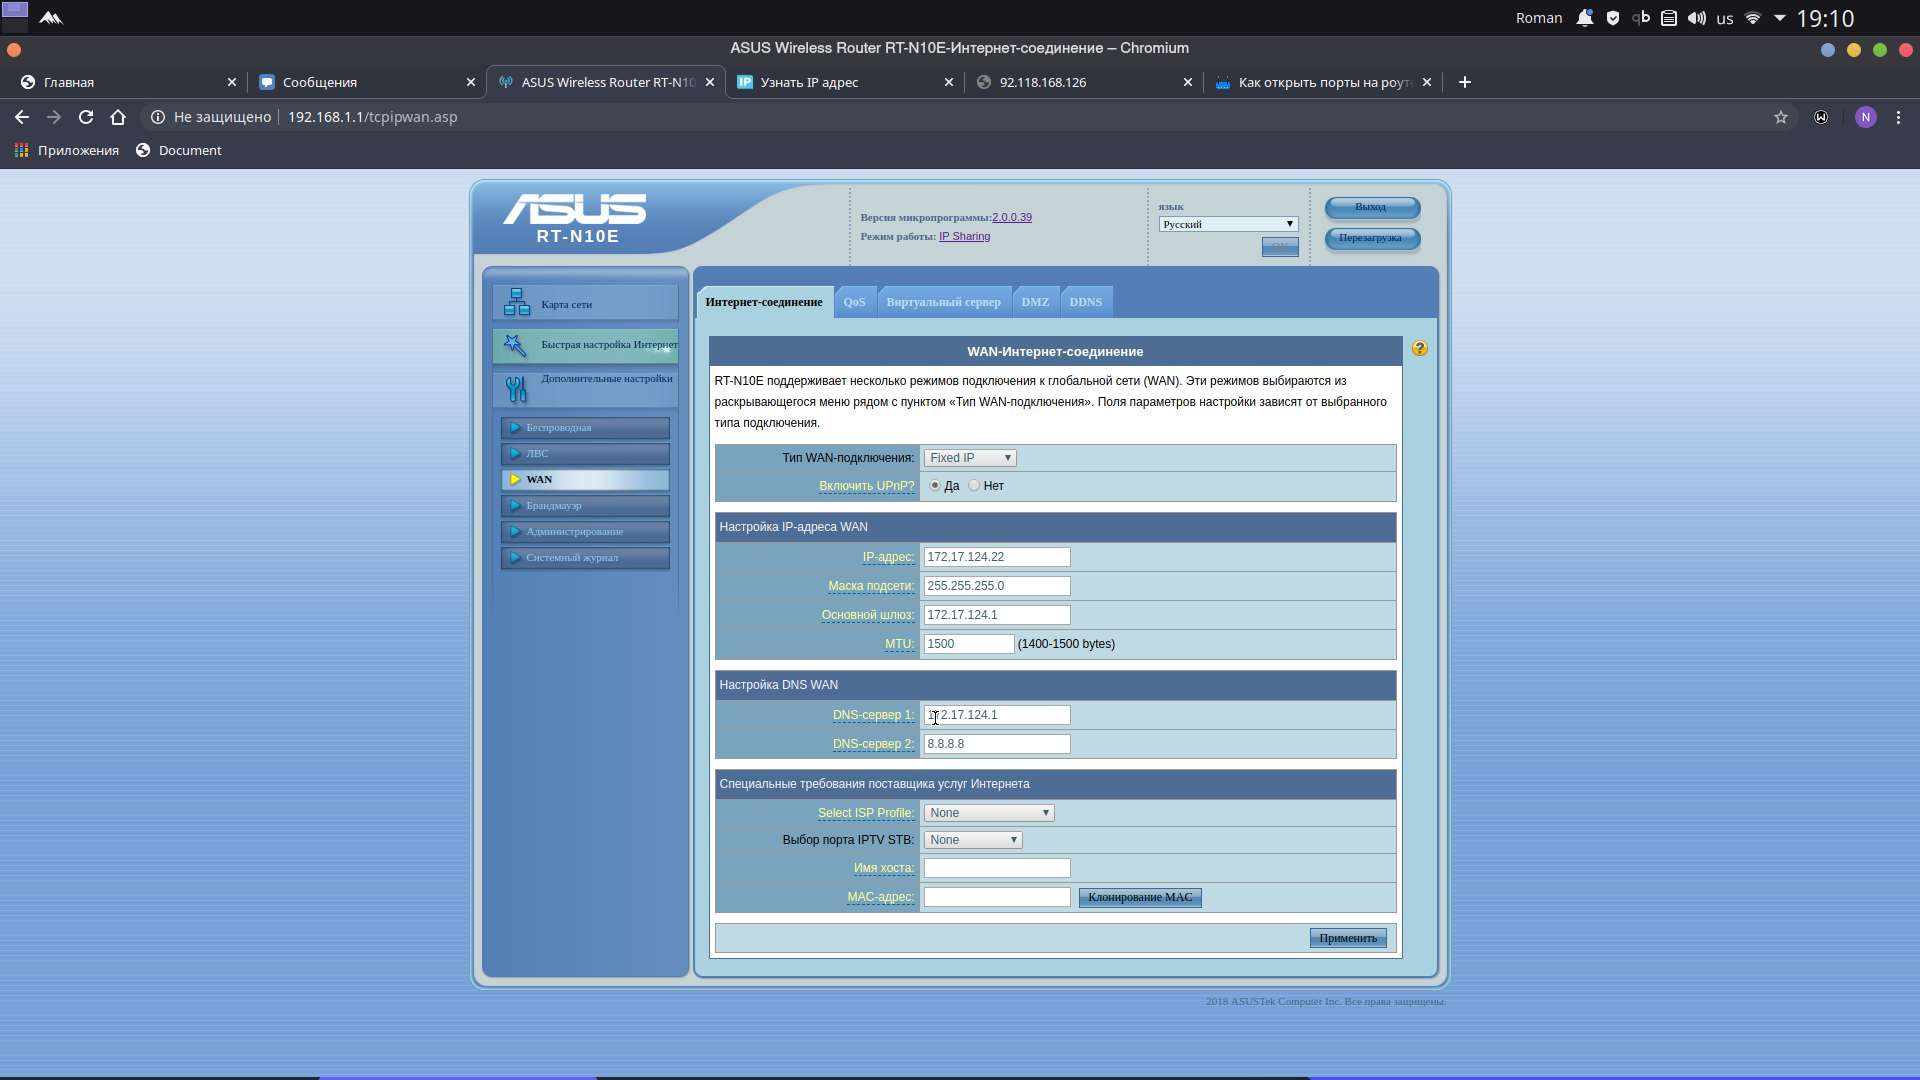 Roman
us
19:10
ASUS Wireless Router RT-N10E-Интернет-соединение – Chromium
Главная
Сообщения
ASUS Wireless Router RT-N10
IP Узнать IP адрес
92.118.168.126
Как открыть порты на роут
Не защищено
192.168.1.1/tcpipwan.asp
N
Приложения
Document
ASUS
RT-N10E
Версия микропрограммы:2.0.0.39
Режим работы: IP Sharing
язык
Русский
Выход
Перезагрузка
Карта сети
Быстрая настройка Интернет
Дополнительные настройки
Беспроводная
ЛВС
WAN
Брандмауэр
Администрирование
Системный журнал
Интернет-соединение
QoS
Виртуальный сервер
DMZ
DDNS
WAN-Интернет-соединение
RT-N10E поддерживает несколько режимов подключения к глобальной сети (WAN). Эти режимов выбираются из
раскрывающегося меню рядом с пунктом «Тип WAN-подключения». Поля параметров настройки зависят от выбранного
типа подключения.
Тип WAN-подключения: Fixed IP
Включить UPnP? Да Нет
Настройка IP-адреса WAN
IP-адрес: 172.17.124.22
Маска подсети: 255.255.255.0
Основной шлюз: 172.17.124.1
MTU: 1500 (1400-1500 bytes)
Настройка DNS WAN
DNS-сервер 1: 172.17.124.1
DNS-сервер 2: 8.8.8.8
Специальные требования поставщика услуг Интернета
Select ISP Profile: None
Выбор порта IPTV STB: None
Имя хоста:
MAC-адрес: Клонирование MAC
Применить
2018 ASUSTek Computer Inc. Все права защищены.